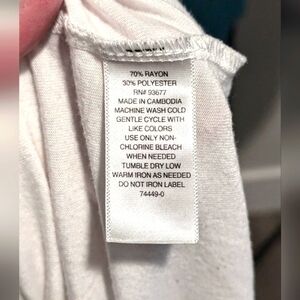 70% RAYON
30% POLYESTER
RN# 93677
MADE IN CAMBODIA
MACHINE WASH COLD
GENTLE CYCLE WITH
LIKE COLORS
USE ONLY NON-
CHLORINE BLEACH
WHEN NEEDED
TUMBLE DRY LOW
WARM IRON AS NEEDED
DO NOT IRON LABEL
74449-0